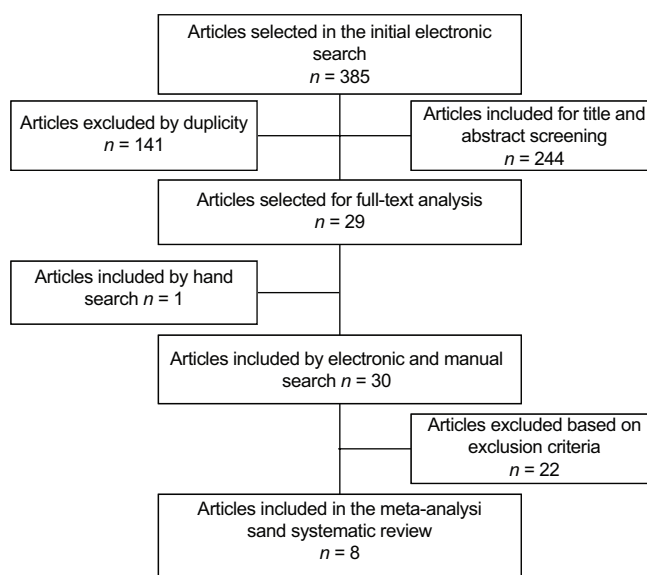 Articles selected in the initial electronic
search
n = 385
Articles excluded by duplicity
n = 141
Articles included for title and
abstract screening
n = 244
Articles selected for full-text analysis
n = 29
Articles included by hand
search n = 1
Articles included by electronic and manual
search n = 30
Articles excluded based on
exclusion criteria
n = 22
Articles included in the meta-analysi
sand systematic review
n = 8